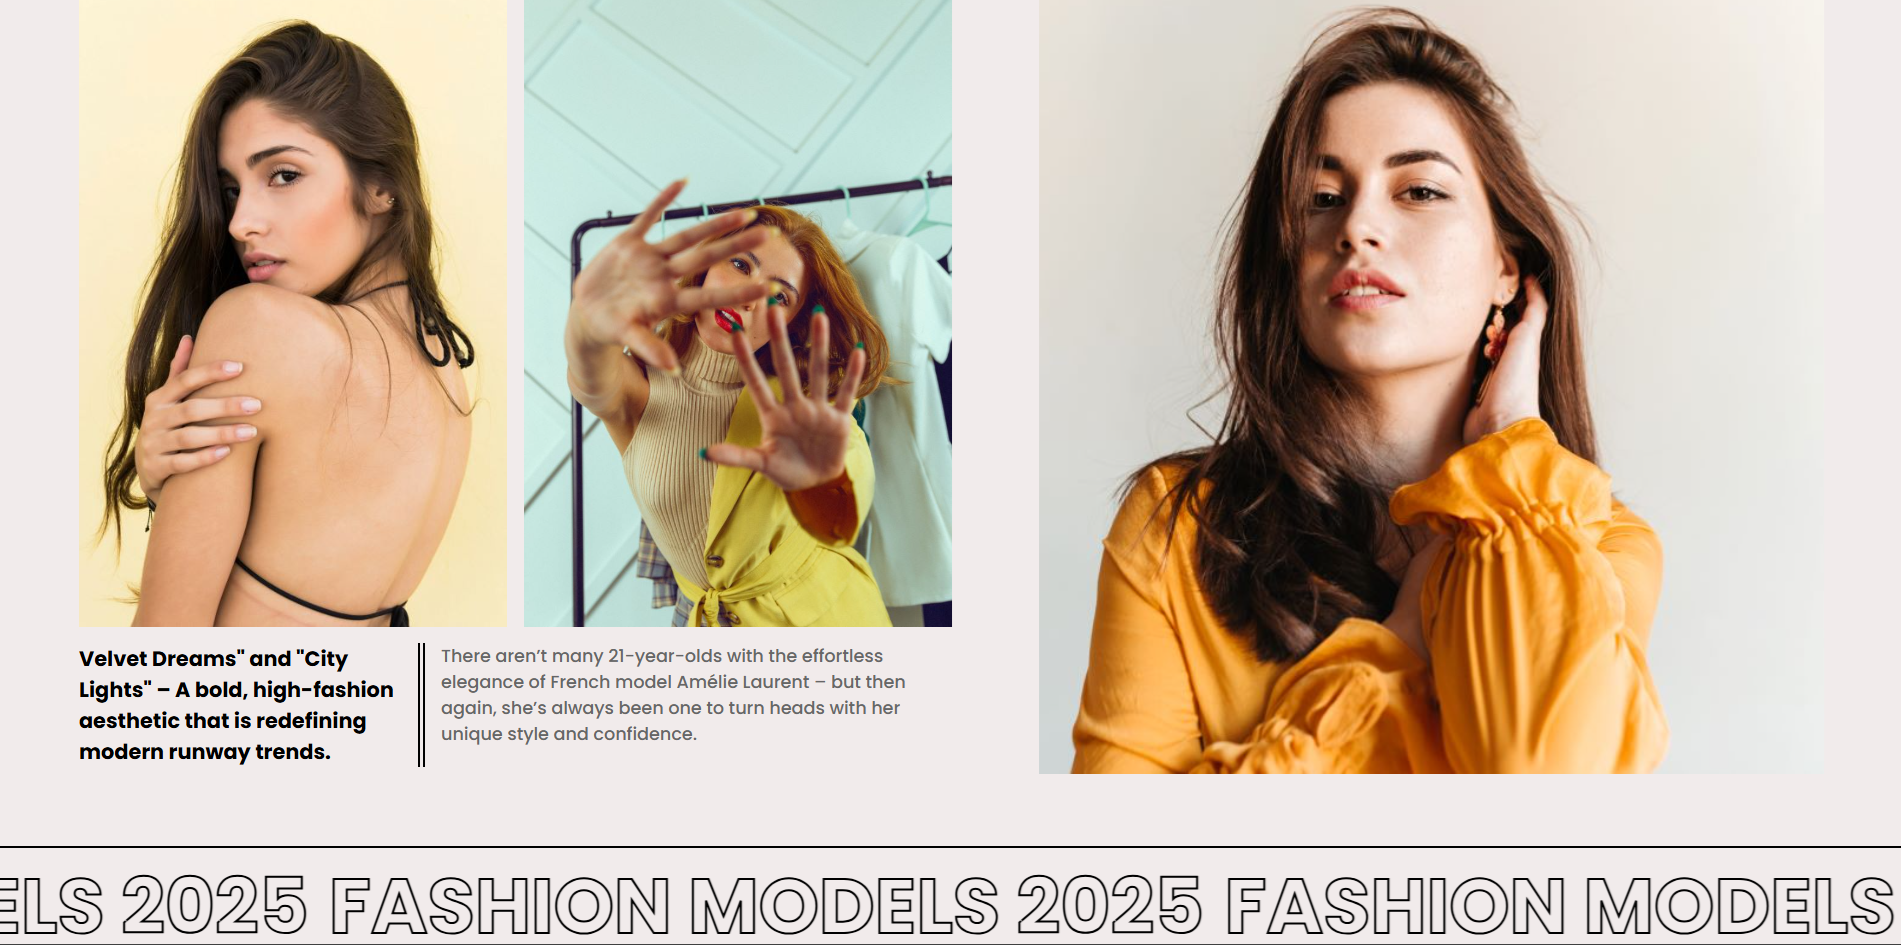 Velvet Dreams" and "City
Lights" – A bold, high-fashion
aesthetic that is redefining
modern runway trends.
There aren’t many 21-year-olds with the effortless
elegance of French model Amélie Laurent – but then
again, she’s always been one to turn heads with her
unique style and confidence.
ELS 2025 FASHION MODELS 2025 FASHION MODELS